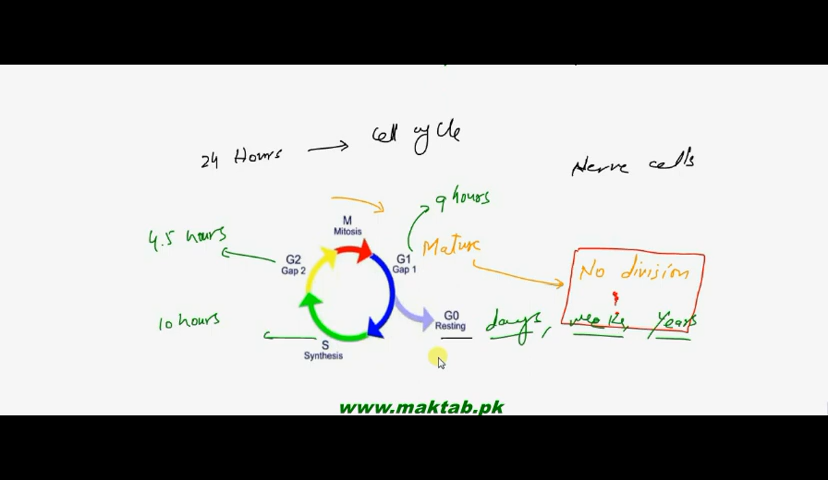 24 Hours → Cell cycle
Nerve cells
9 hours
4.5 hours
M
Mitosis
G2
Gap 2
G1
Gap 1
Mature
No division
10 hours
G0
Resting
days, weeks, Years
S
Synthesis
www.maktab.pk